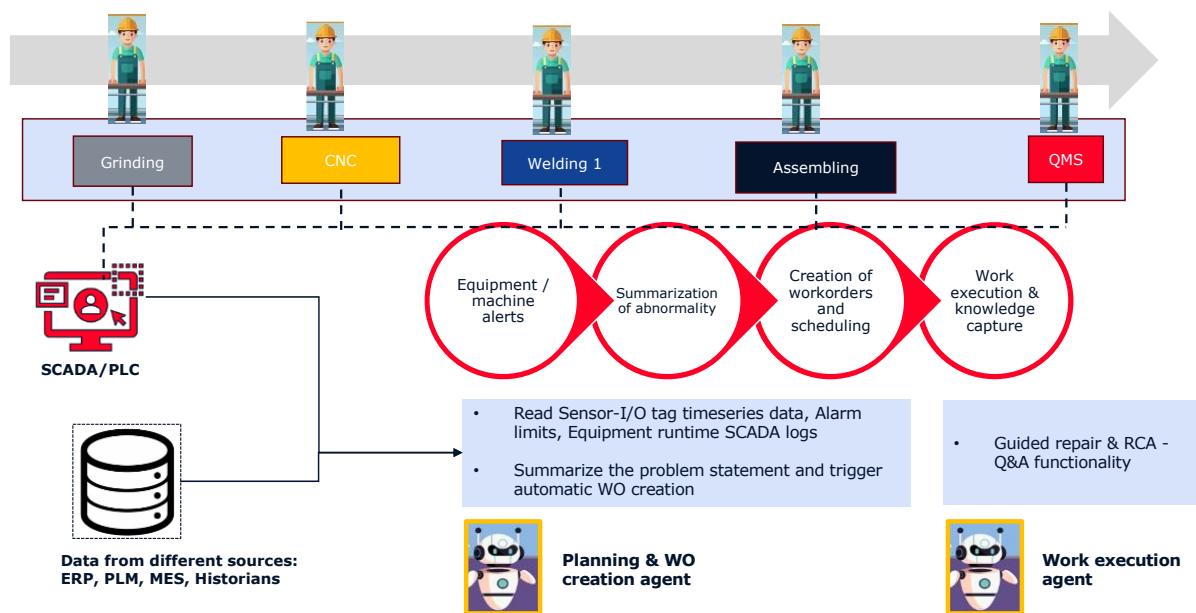 Grinding
CNC
Welding 1
Assembling
QMS
Equipment /
machine
alerts
Summarization
of abnormality
Creation of
workorders
and
scheduling
Work
execution &
knowledge
capture
SCADA/PLC
• Read Sensor-I/O tag timeseries data, Alarm
limits, Equipment runtime SCADA logs
• Summarize the problem statement and trigger
automatic WO creation
• Guided repair & RCA -
Q&A functionality
Data from different sources:
ERP, PLM, MES, Historians
Planning & WO
creation agent
Work execution
agent